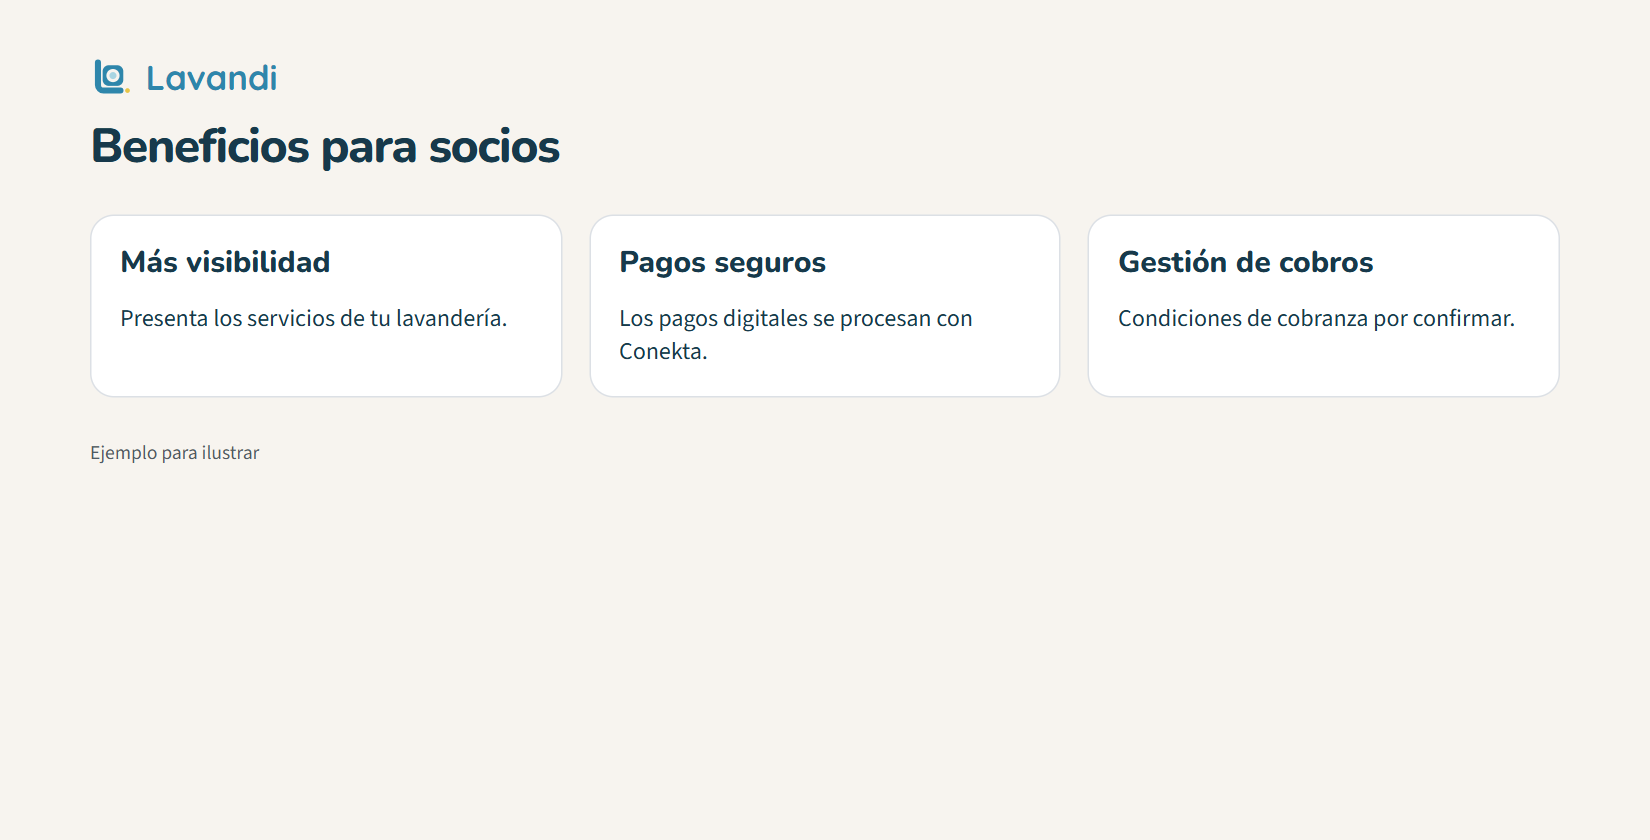 Lavandi
Beneficios para socios
Más visibilidad
Presenta los servicios de tu lavandería.
Pagos seguros
Los pagos digitales se procesan con
Conekta.
Gestión de cobros
Condiciones de cobranza por confirmar.
Ejemplo para ilustrar